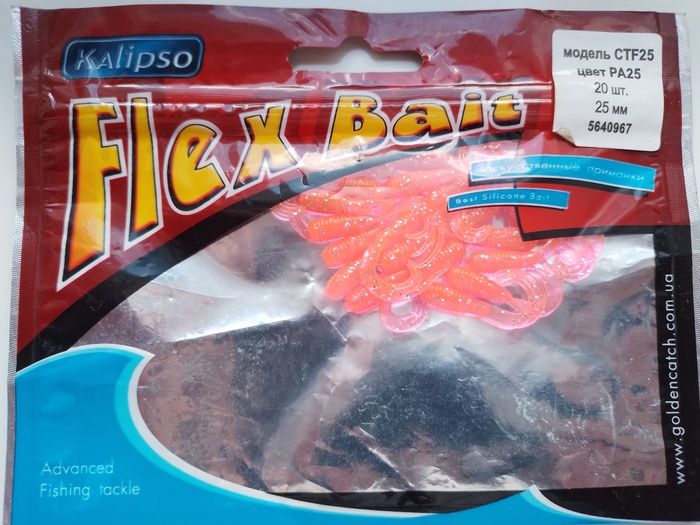 Kalipso
Flex Bait
модель CTF25
цвет PA25
20 шт.
25 мм
5640967
Искусственные приманки
Best Silicone Bait
www.goldencatch.com.ua
Advanced
Fishing tackle